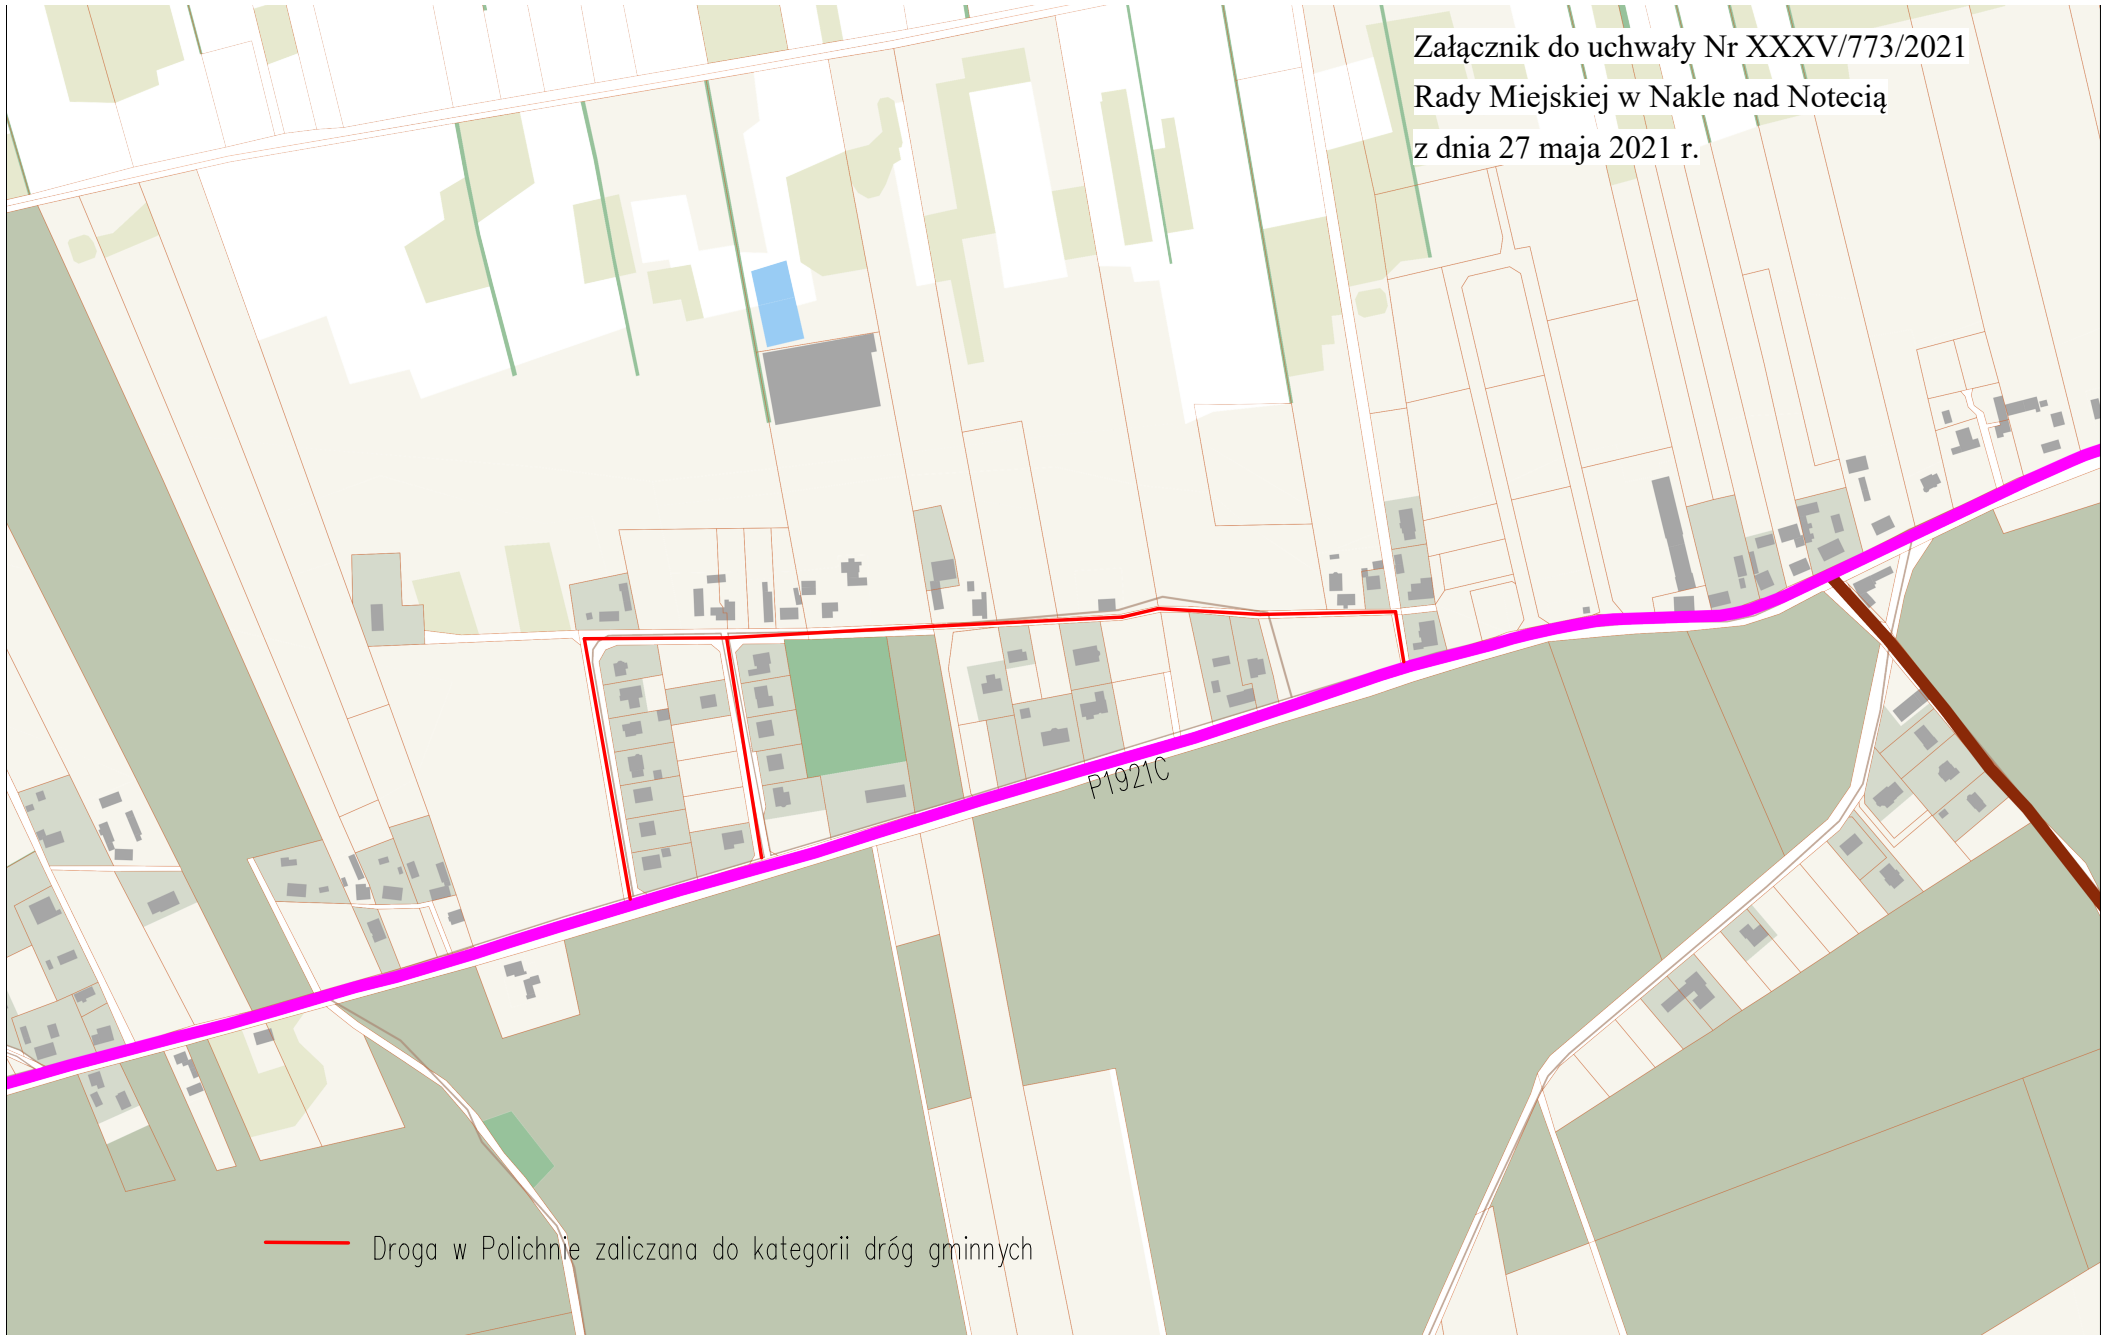 Załącznik do uchwały Nr XXXV/773/2021
Rady Miejskiej w Nakle nad Notecią
z dnia 27 maja 2021 r.
P1921C
Droga w Polichnie zaliczana do kategorii dróg gminnych